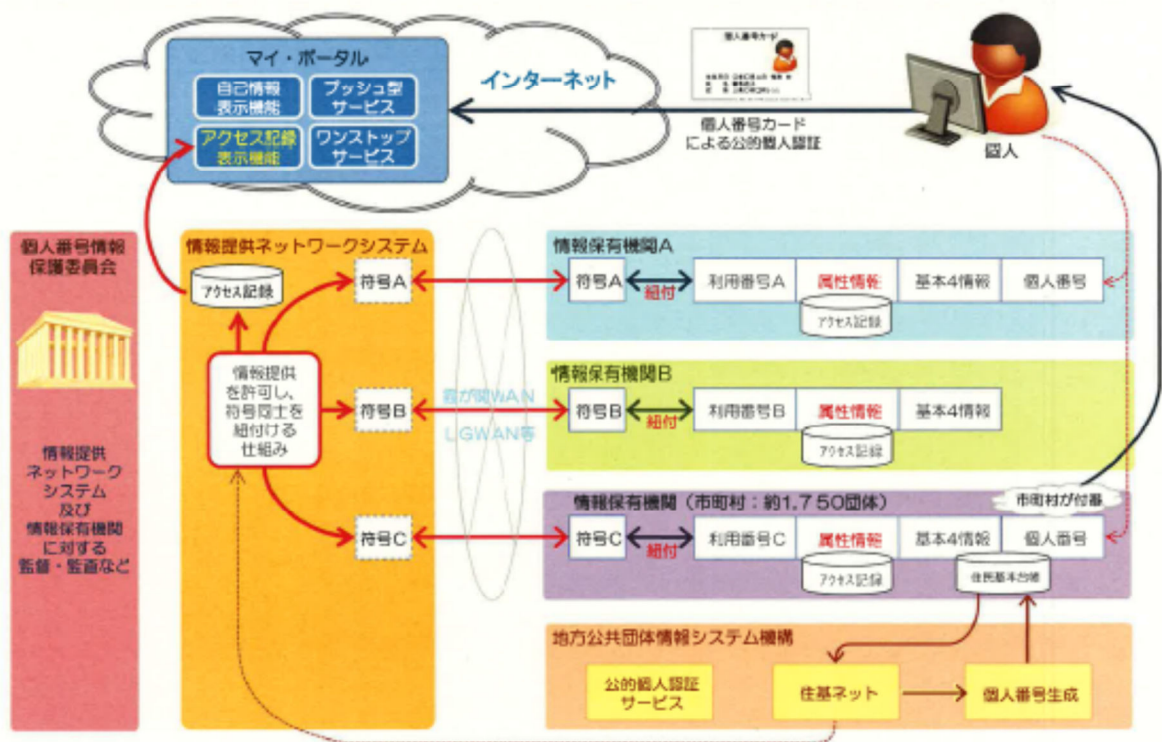 マイ・ポータル
自己情報
表示機能
プッシュ型
サービス
アクセス記録
表示機能
ワンストップ
サービス
インターネット
個人番号カード
個人番号カード
による公的個人認証
個人
個人番号情報
保護委員会
情報提供
ネットワーク
システム
及び
情報保有機関
に対する
監督・監査など
情報提供ネットワークシステム
アクセス記録
情報提供
を許可し、
符号同士を
紐付ける
仕組み
符号A
符号B
符号C
霞が関WAN
LGWAN等
情報保有機関A
符号A
紐付
利用番号A
属性情報
基本4情報
個人番号
アクセス記録
情報保有機関B
符号B
紐付
利用番号B
属性情報
基本4情報
アクセス記録
情報保有機関（市町村：約1,750団体）
市町村が付番
符号C
紐付
利用番号C
属性情報
基本4情報
個人番号
アクセス記録
住民基本台帳
地方公共団体情報システム機構
公的個人認証
サービス
住基ネット
個人番号生成